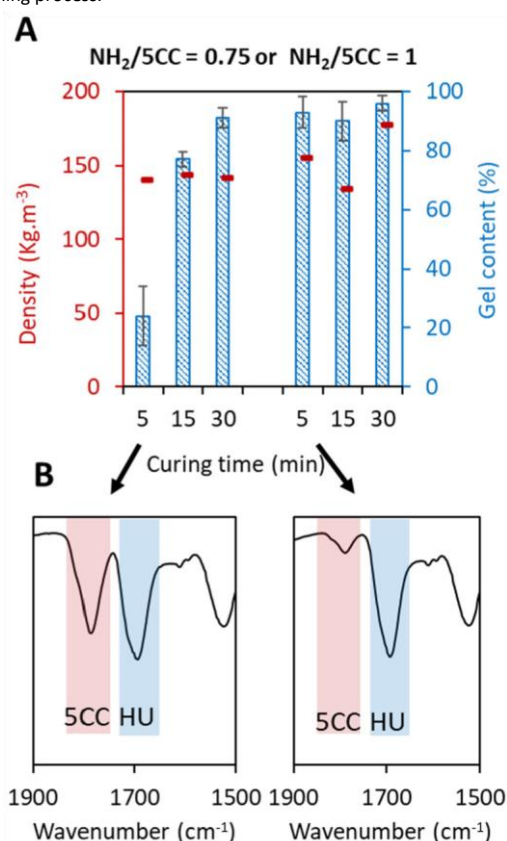 ling process.
A
NH₂/5CC = 0.75 or NH₂/5CC = 1
200
150
100
50
0
Density (Kg.m⁻³)
100
80
60
40
20
0
Gel content (%)
5 15 30 5 15 30
Curing time (min)
B
5CC HU
5CC HU
1900 1700 1500 1900 1700 1500
Wavenumber (cm⁻¹) Wavenumber (cm⁻¹)